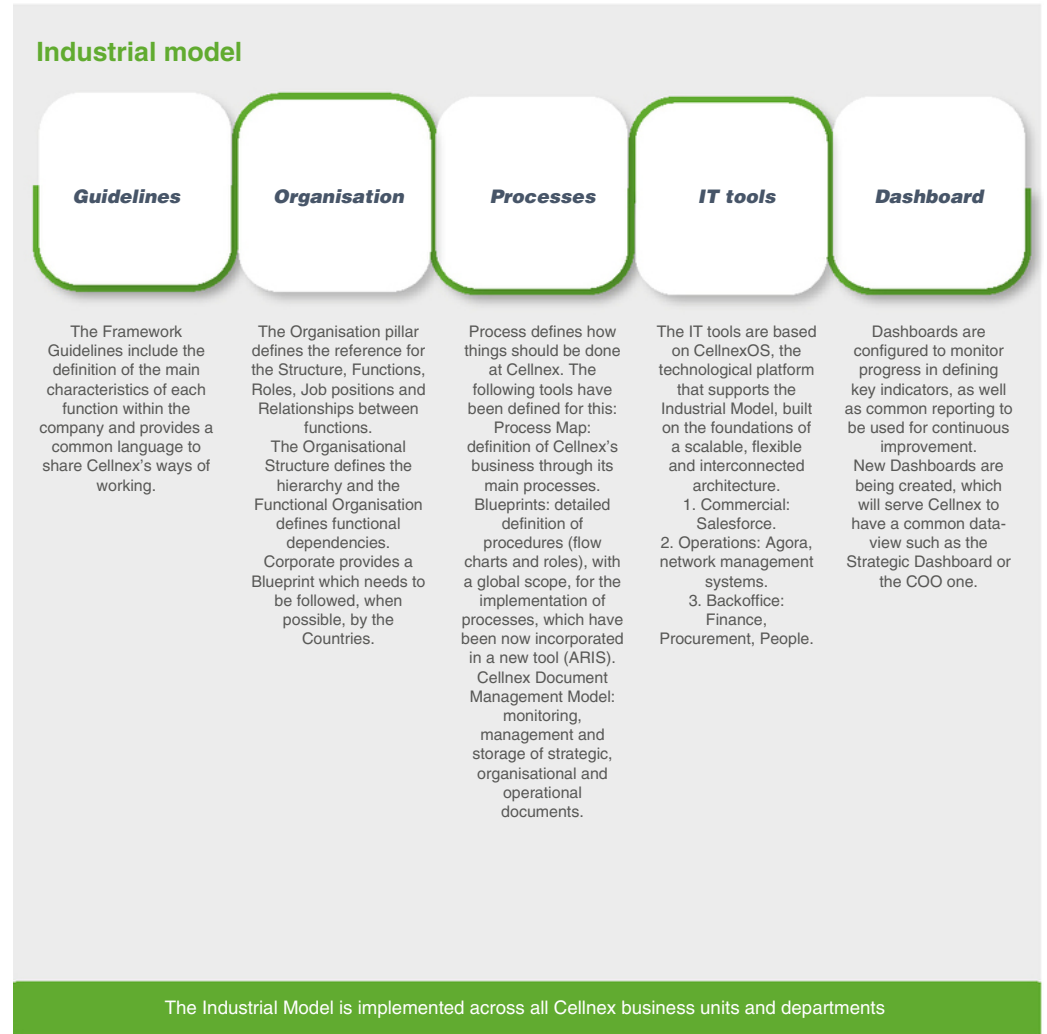 Industrial model
Guidelines
Organisation
Processes
IT tools
Dashboard
The Framework
Guidelines include the
definition of the main
characteristics of each
function within the
company and provides a
common language to
share Cellnex's ways of
working.
The Organisation pillar
defines the reference for
the Structure, Functions,
Roles, Job positions and
Relationships between
functions.
The Organisational
Structure defines the
hierarchy and the
Functional Organisation
defines functional
dependencies.
Corporate provides a
Blueprint which needs to
be followed, when
possible, by the
Countries.
Process defines how
things should be done
at Cellnex. The
following tools have
been defined for this:
Process Map:
definition of Cellnex's
business through its
main processes.
Blueprints: detailed
definition of
procedures (flow
charts and roles), with
a global scope, for the
implementation of
processes, which have
been now incorporated
in a new tool (ARIS).
Cellnex Document
Management Model:
monitoring,
management and
storage of strategic,
organisational and
operational
documents.
The IT tools are based
on CellnexOS, the
technological platform
that supports the
Industrial Model, built
on the foundations of
a scalable, flexible
and interconnected
architecture.
1. Commercial:
Salesforce.
2. Operations: Agora,
network management
systems.
3. Backoffice:
Finance,
Procurement, People.
Dashboards are
configured to monitor
progress in defining
key indicators, as well
as common reporting to
be used for continuous
improvement.
New Dashboards are
being created, which
will serve Cellnex to
have a common data-
view such as the
Strategic Dashboard or
the COO one.
The Industrial Model is implemented across all Cellnex business units and departments